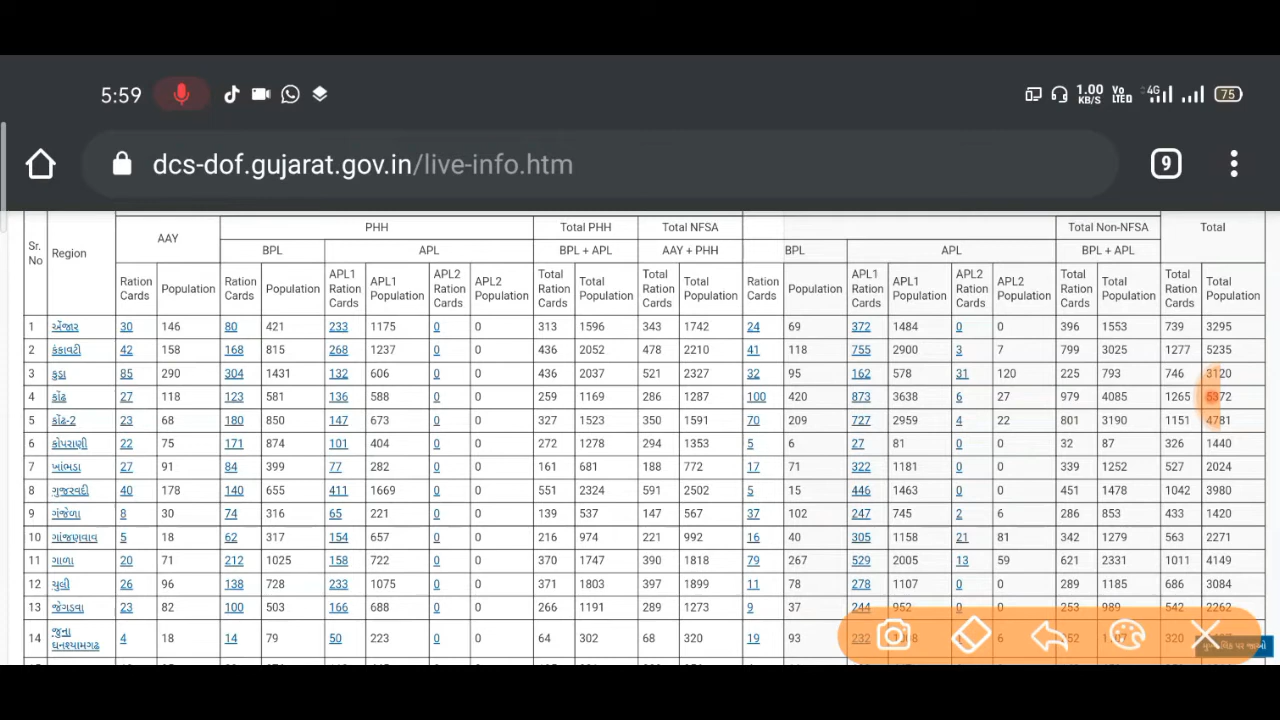 5:59 1.00 KB/S Vo LTED 4G 75
dcs-dof.gujarat.gov.in/live-info.htm 9
Sr. No Region AAY PHH Total PHH Total NFSA Total Non-NFSA Total
BPL APL BPL + APL AAY + PHH BPL APL BPL + APL
Ration Cards Population Ration Cards Population APL1 Ration Cards APL1 Population APL2 Ration Cards APL2 Population Total Ration Cards Total Population Total Ration Cards Total Population Ration Cards Population APL1 Ration Cards APL1 Population APL2 Ration Cards APL2 Population Total Ration Cards Total Population Total Ration Cards Total Population
1 એંજાર 30 146 80 421 233 1175 0 0 313 1596 343 1742 24 69 372 1484 0 0 396 1553 739 3295
2 કંકાવટી 42 158 168 815 268 1237 0 0 436 2052 478 2210 41 118 755 2900 3 7 799 3025 1277 5235
3 કુડા 85 290 304 1431 132 606 0 0 436 2037 521 2327 32 95 162 578 31 120 225 793 746 3120
4 કોંઢ 27 118 123 581 136 588 0 0 259 1169 286 1287 100 420 873 3638 6 27 979 4085 1265 5372
5 કોંઢ-2 23 68 180 850 147 673 0 0 327 1523 350 1591 70 209 727 2959 4 22 801 3190 1151 4781
6 કોપરાણી 22 75 171 874 101 404 0 0 272 1278 294 1353 5 6 27 81 0 0 32 87 326 1440
7 ખાંભડા 27 91 84 399 77 282 0 0 161 681 188 772 17 71 322 1181 0 0 339 1252 527 2024
8 ગુજરવદી 40 178 140 655 411 1669 0 0 551 2324 591 2502 5 15 446 1463 0 0 451 1478 1042 3980
9 ગંજેળા 8 30 74 316 65 221 0 0 139 537 147 567 37 102 247 745 2 6 286 853 433 1420
10 ગાંજણવાવ 5 18 62 317 154 657 0 0 216 974 221 992 16 40 305 1158 21 81 342 1279 563 2271
11 ગાળા 20 71 212 1025 158 722 0 0 370 1747 390 1818 79 267 529 2005 13 59 621 2331 1011 4149
12 ચુલી 26 96 138 728 233 1075 0 0 371 1803 397 1899 11 78 278 1107 0 0 289 1185 686 3084
13 જેગડવા 23 82 100 503 166 688 0 0 266 1191 289 1273 9 37 244 952 0 0 253 989 542 2262
14 જુના ઘનશ્યામગઢ 4 18 14 79 50 223 0 0 64 302 68 320 19 93 232 6 320